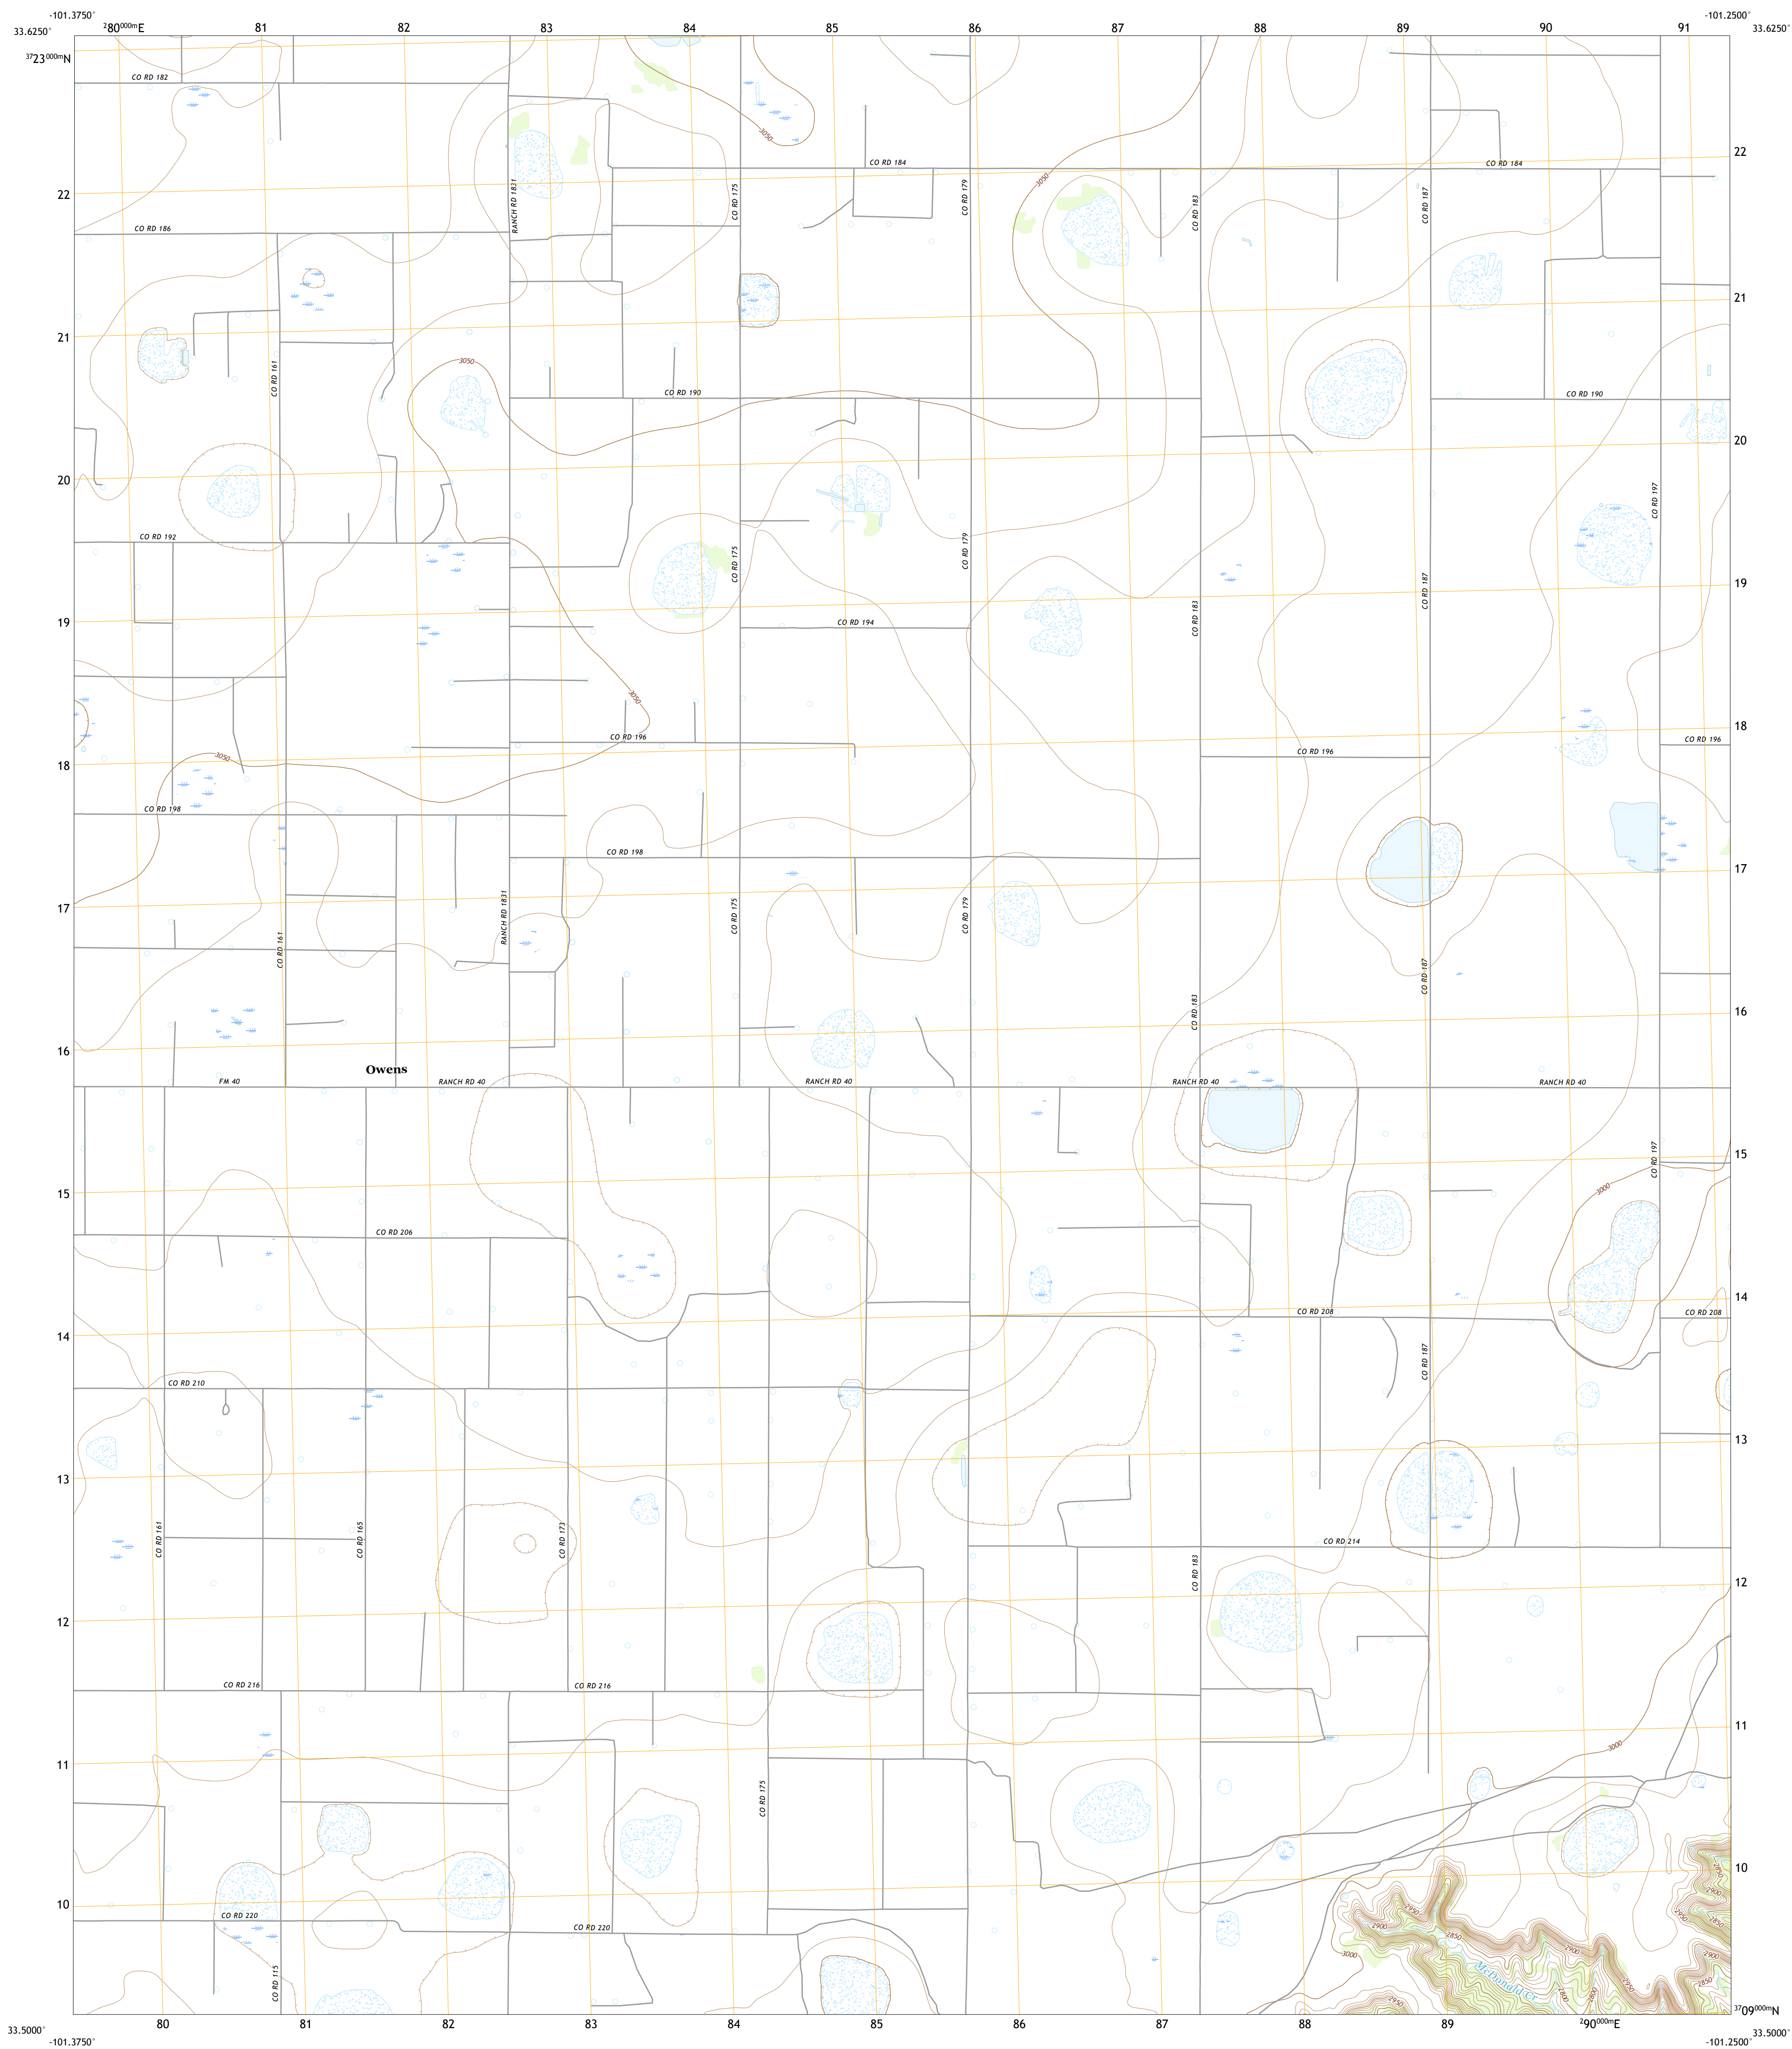 -101.3750°
-101.2500°
33.6250°
²80⁰⁰⁰ᵐE 81 82 83 84 85 86 87 88 89 90 91
33.6250°
³⁷23⁰⁰⁰ᵐN
CO RD 182
3050
22
CO RD 184
CO RD 184
3050
22
RANCH RD 1831
CO RD 175
CO RD 179
CO RD 183
CO RD 187
CO RD 186
21
21
3050
CO RD 161
CO RD 190
CO RD 190
20
20
CO RD 197
CO RD 192
CO RD 175
CO RD 179
19
CO RD 187
CO RD 183
19
CO RD 194
3050
18
CO RD 196
CO RD 196
CO RD 196
3050
18
CO RD 198
CO RD 198
17
17
RANCH RD 1831
CO RD 175
CO RD 179
CO RD 161
CO RD 187
CO RD 183
16
16
Owens
FM 40
RANCH RD 40
RANCH RD 40
RANCH RD 40
RANCH RD 40
15
CO RD 197
3000
15
CO RD 206
14
CO RD 208
CO RD 208
14
CO RD 187
CO RD 210
13
13
CO RD 161
CO RD 165
CO RD 173
CO RD 214
CO RD 183
12
12
CO RD 216
CO RD 216
11
3000
11
CO RD 175
10
2850
2900
10
2950
2950
2850
CO RD 220
CO RD 220
2900
2850
2900
2900
3000
McDonald Cr
CO RD 115
2950
2850
2800
2800
2950
³⁷09⁰⁰⁰ᵐN
33.5000°
80 81 82 83 84 85 86 87 88 89 ²90⁰⁰⁰ᵐE
33.5000°
-101.3750°
-101.2500°